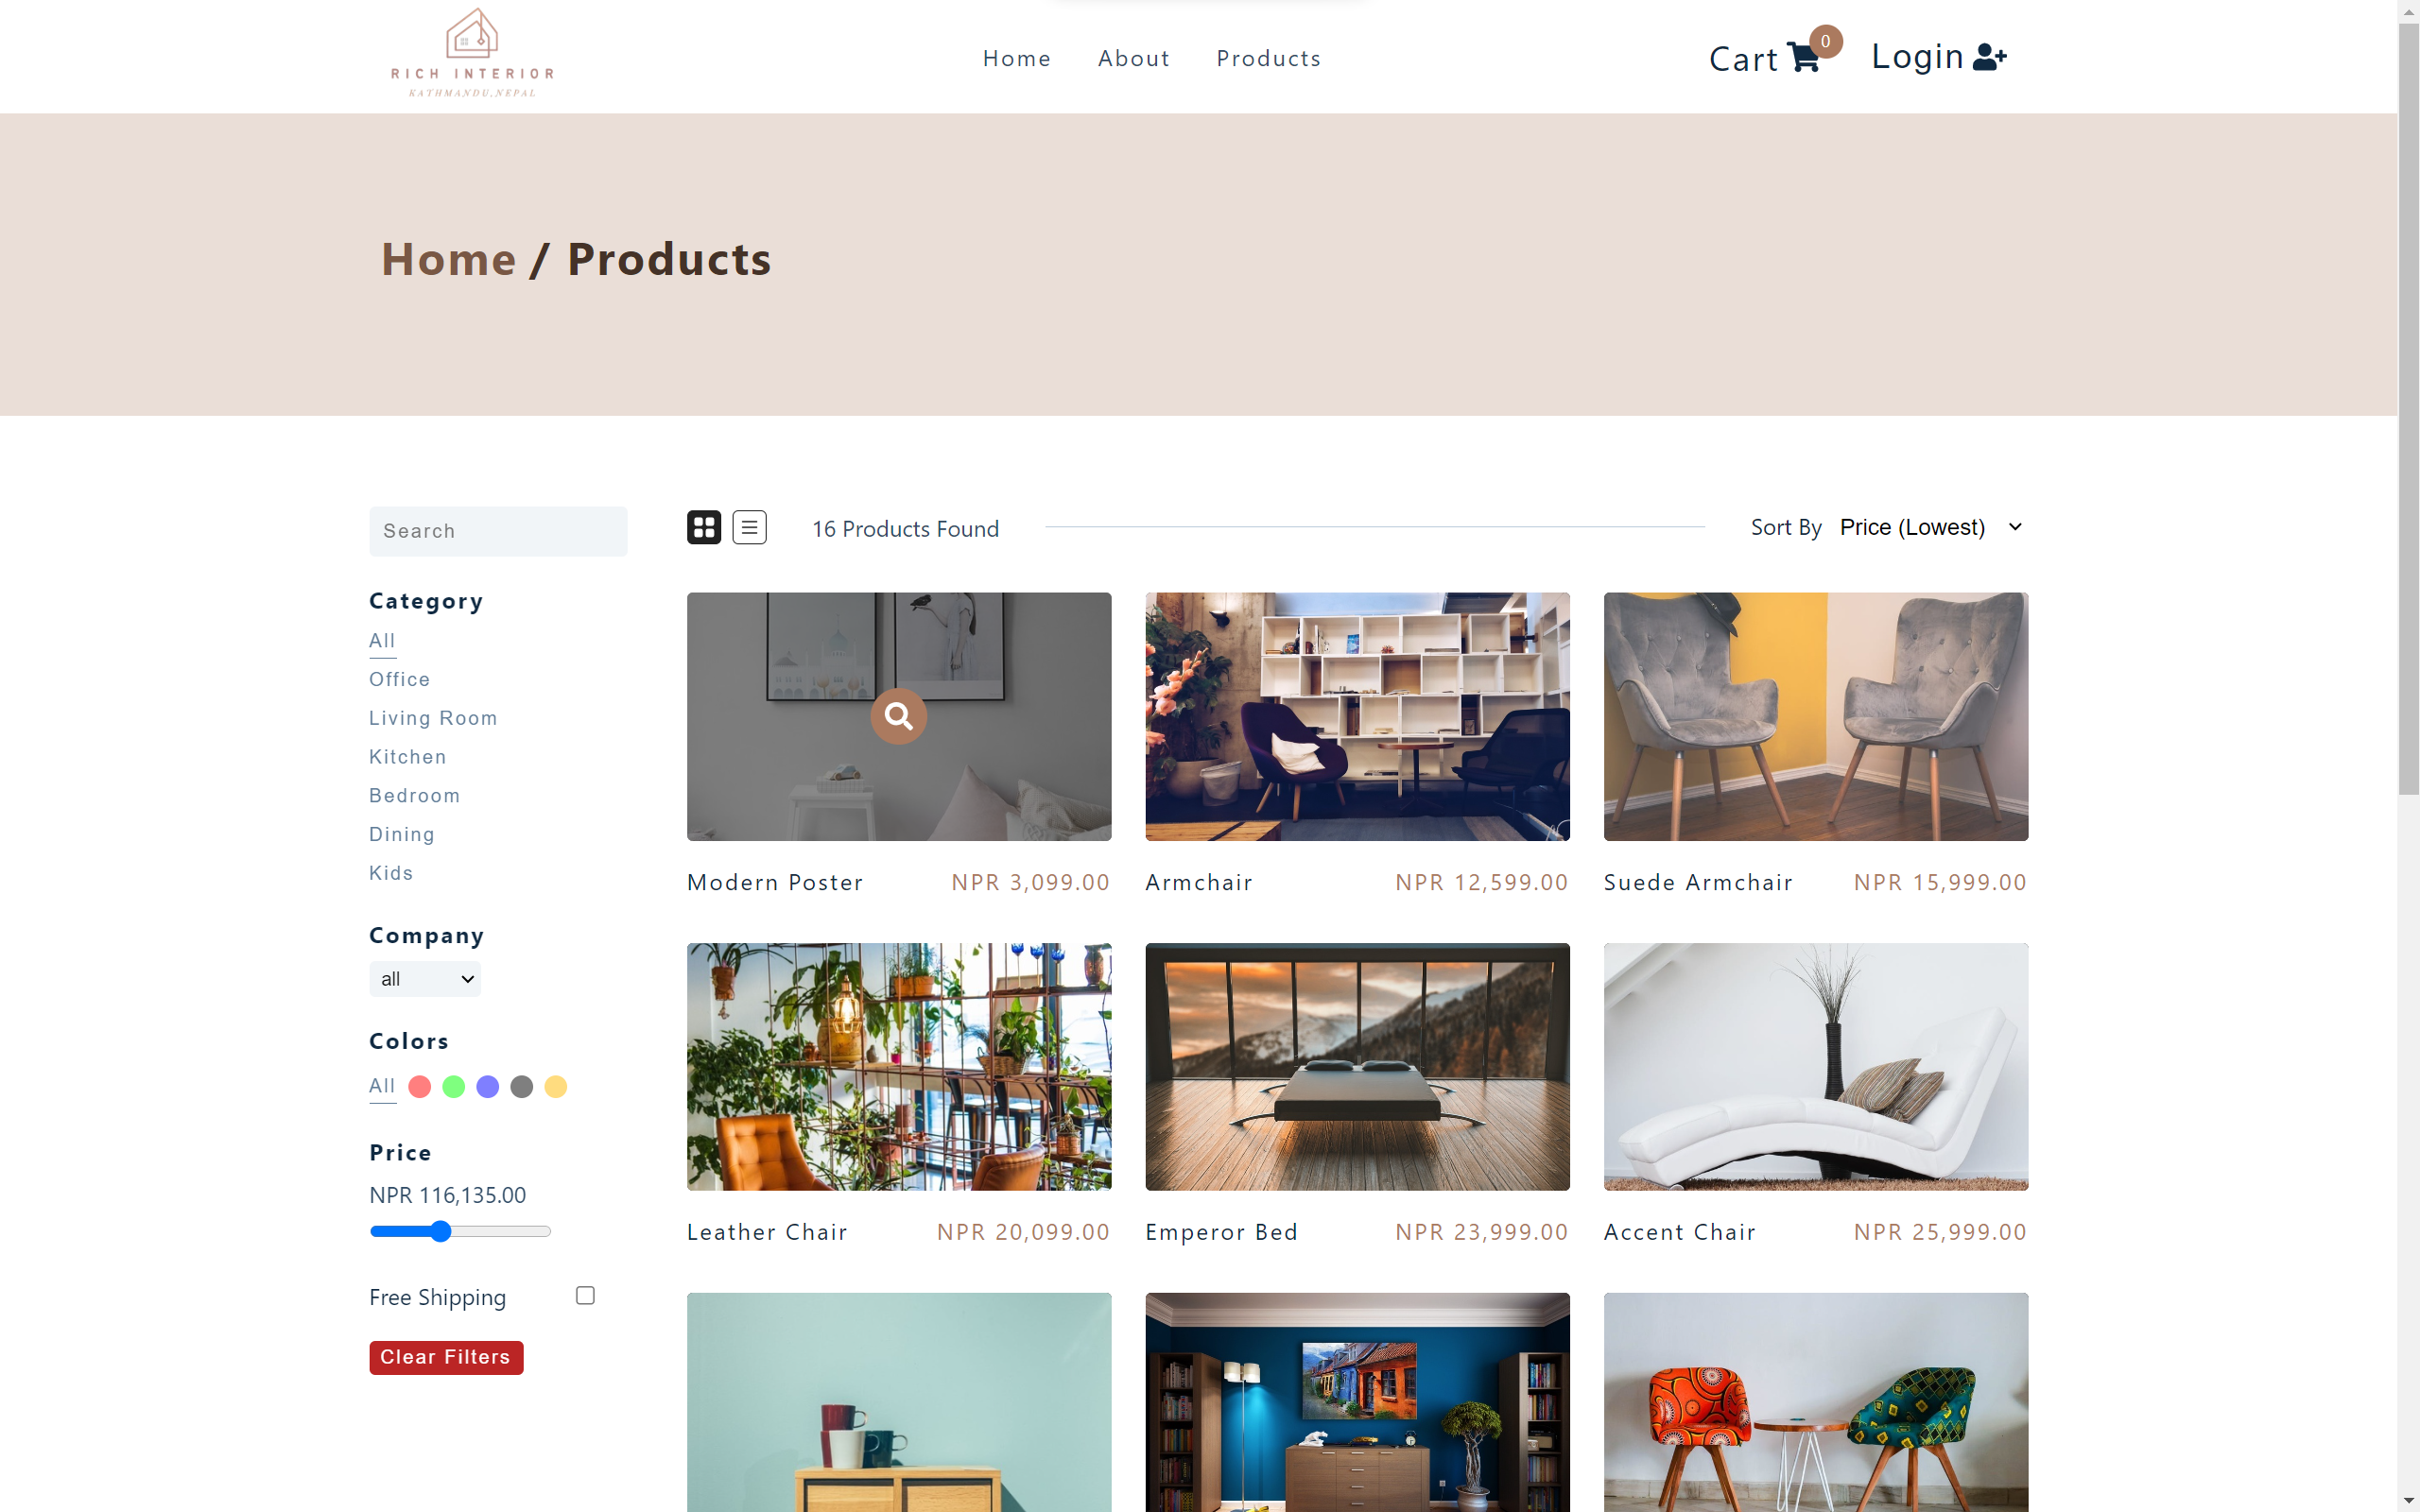 RICH INTERIOR
KATHMANDU,NEPAL
Home
About
Products
Cart
0
Login
Home / Products
Search
Category
All
Office
Living Room
Kitchen
Bedroom
Dining
Kids
Company
all
Colors
All
Price
NPR 116,135.00
Free Shipping
Clear Filters
16 Products Found
Sort By Price (Lowest)
Modern Poster NPR 3,099.00
Armchair NPR 12,599.00
Suede Armchair NPR 15,999.00
Leather Chair NPR 20,099.00
Emperor Bed NPR 23,999.00
Accent Chair NPR 25,999.00